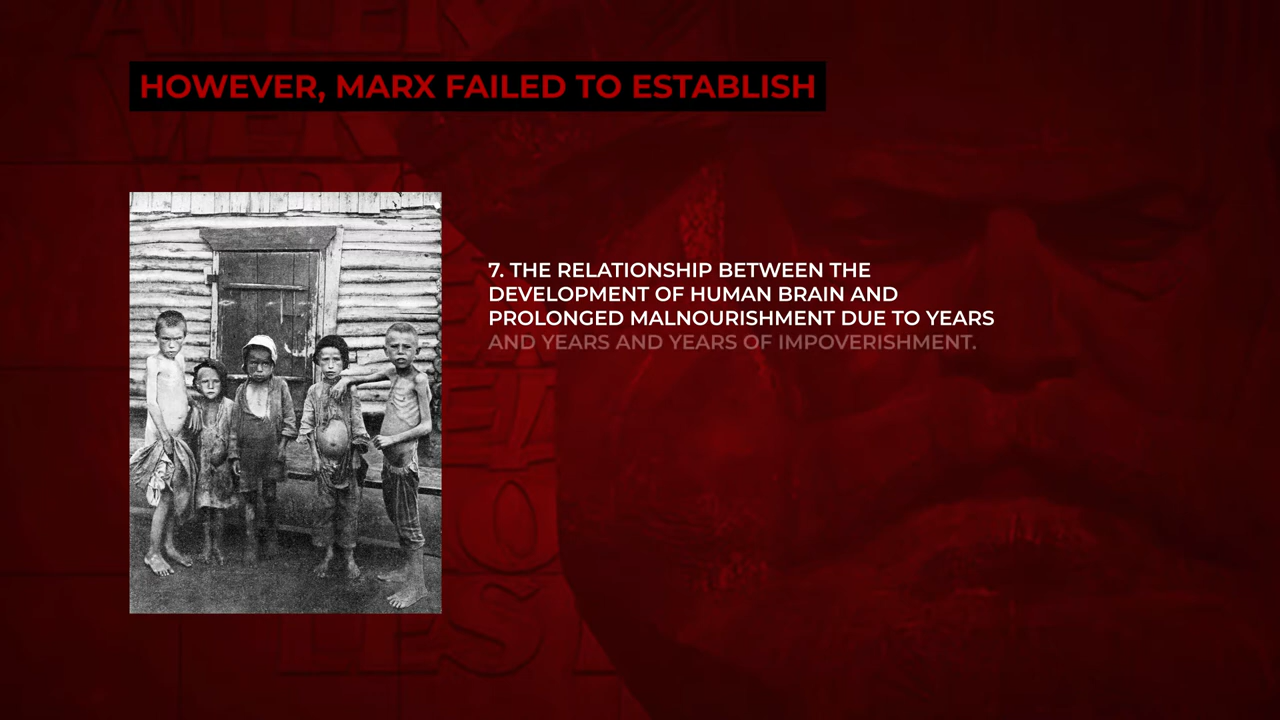 HOWEVER, MARX FAILED TO ESTABLISH
7. THE RELATIONSHIP BETWEEN THE
DEVELOPMENT OF HUMAN BRAIN AND
PROLONGED MALNOURISHMENT DUE TO YEARS
AND YEARS AND YEARS OF IMPOVERISHMENT.